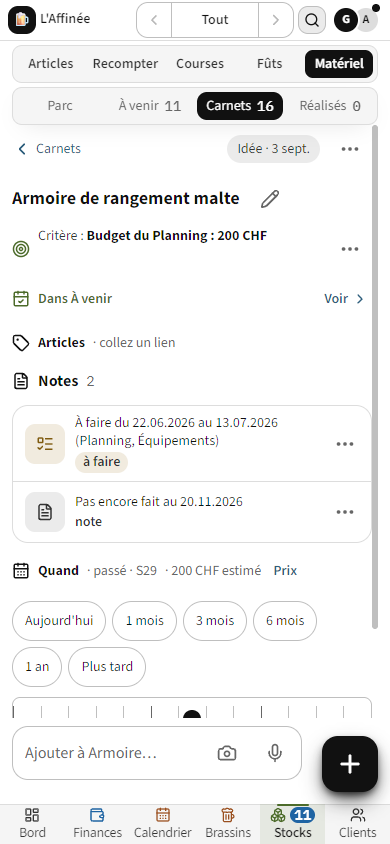 L'Affinée
Tout
G
A
Articles
Recompter
Courses
Fûts
Matériel
Parc
À venir 11
Carnets 16
Réalisés 0
Carnets
Idée · 3 sept.
Armoire de rangement malte
Critère : Budget du Planning : 200 CHF
Dans À venir
Voir
Articles · collez un lien
Notes 2
À faire du 22.06.2026 au 13.07.2026
(Planning, Équipements)
à faire
Pas encore fait au 20.11.2026
note
Quand · passé · S29 · 200 CHF estimé Prix
Aujourd'hui
1 mois
3 mois
6 mois
1 an
Plus tard
Ajouter à Armoire…
11
Bord
Finances
Calendrier
Brassins
Stocks
Clients